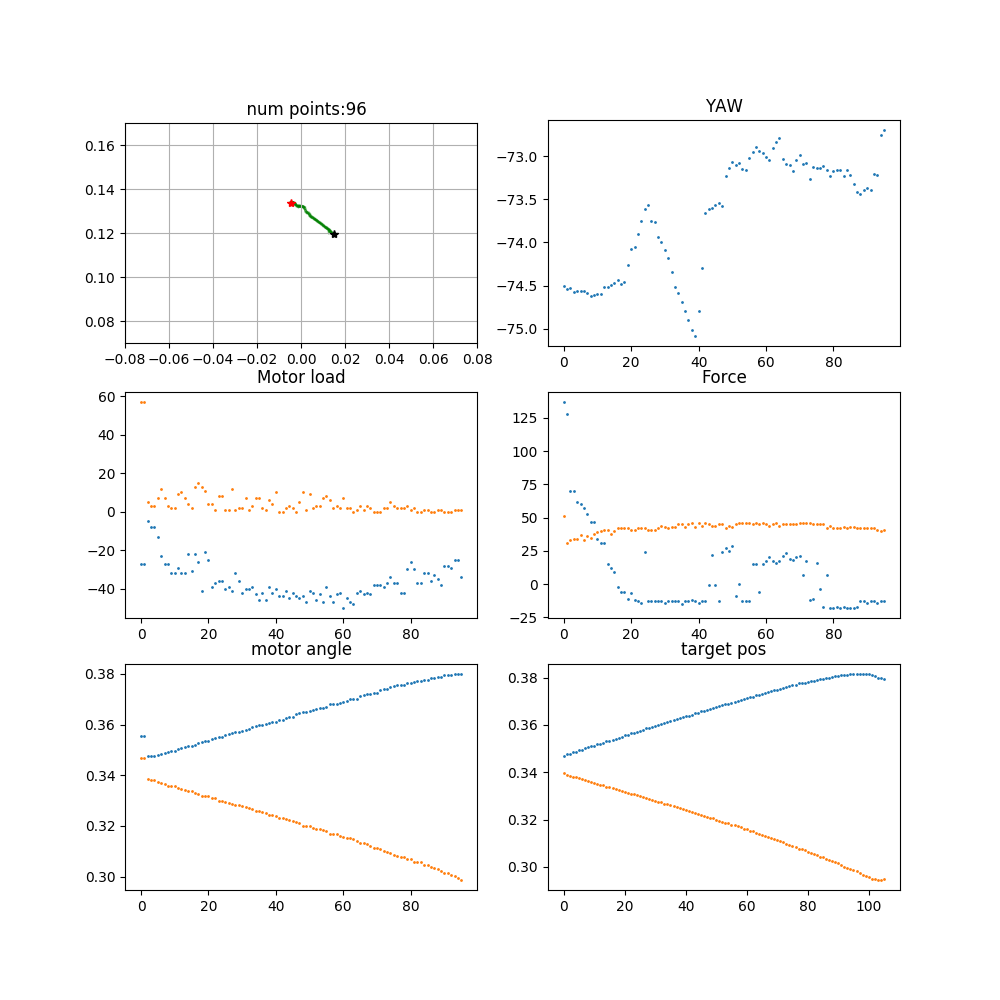 num points:96
YAW
0.16
0.14
0.12
0.10
0.08
−0.08 −0.06 −0.04 −0.02 0.00 0.02 0.04 0.06 0.08
−73.0
−73.5
−74.0
−74.5
−75.0
0 20 40 60 80
Motor load
Force
60
40
20
0
−20
−40
0 20 40 60 80
125
100
75
50
25
0
−25
0 20 40 60 80
motor angle
target pos
0.38
0.36
0.34
0.32
0.30
0 20 40 60 80
0.38
0.36
0.34
0.32
0.30
0 20 40 60 80 100